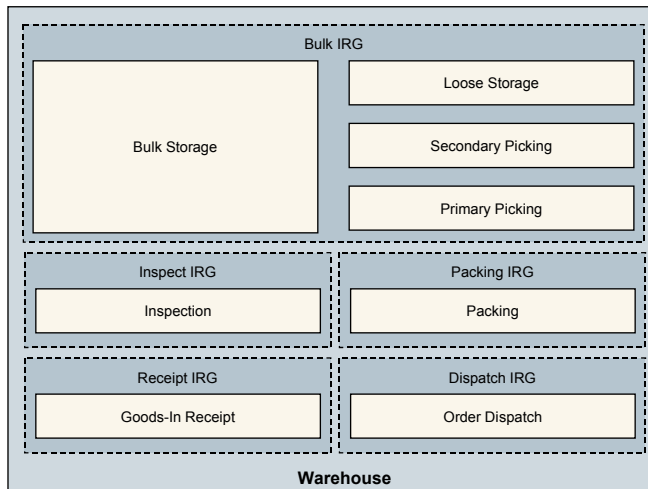 Bulk IRG
Bulk Storage
Loose Storage
Secondary Picking
Primary Picking
Inspect IRG
Inspection
Packing IRG
Packing
Receipt IRG
Goods-In Receipt
Dispatch IRG
Order Dispatch
Warehouse